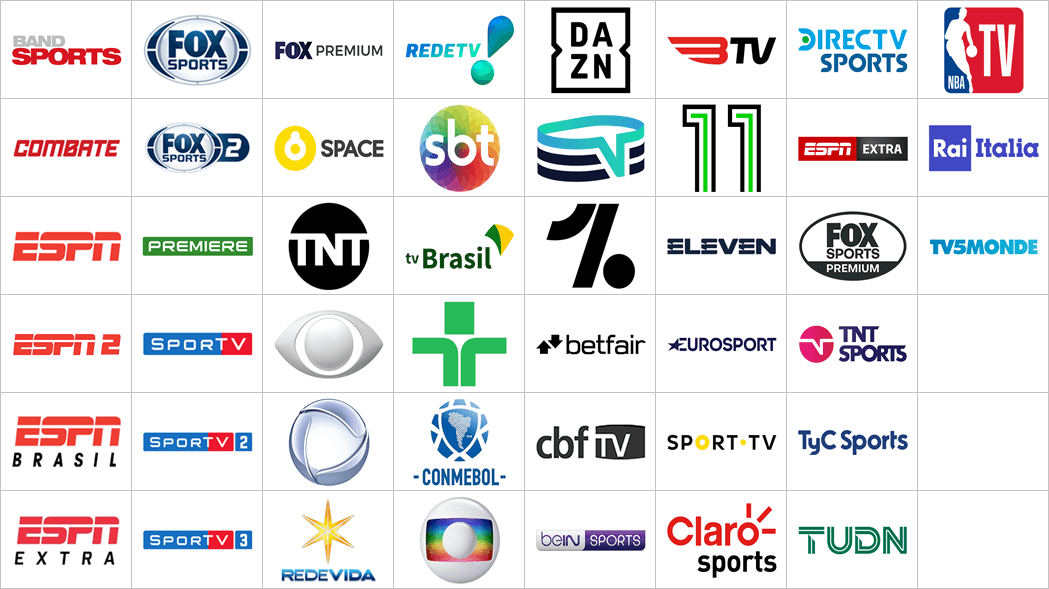 BAND
SPORTS
FOX
SPORTS
FOX PREMIUM
REDETV
DA
ZN
BTV
DIRECTV
SPORTS
NBA
TV
COMBATE
FOX
SPORTS 2
6 SPACE
sbt
11
ESPN EXTRA
Rai Italia
ESPN
PREMIERE
TNT
tv Brasil
1
ELEVEN
FOX
SPORTS
PREMIUM
TV5MONDE
ESPN 2
SPORTV
betfair
EUROSPORT
TNT
SPORTS
ESPN
BRASIL
SPORTV 2
-CONMEBOL-
cbf TV
SPORT•TV
TyC Sports
ESPN
EXTRA
SPORTV 3
REDEVIDA
beIN SPORTS
Claro
sports
TUDN